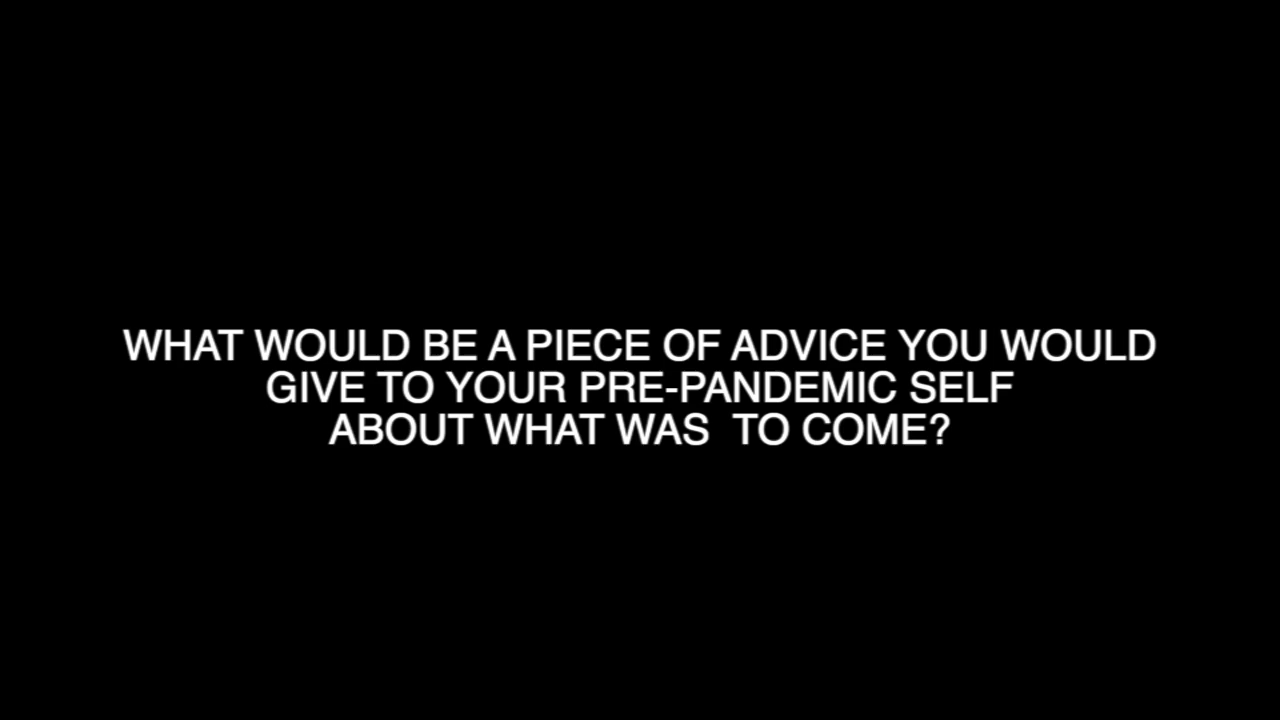 WHAT WOULD BE A PIECE OF ADVICE YOU WOULD
GIVE TO YOUR PRE-PANDEMIC SELF
ABOUT WHAT WAS  TO COME?